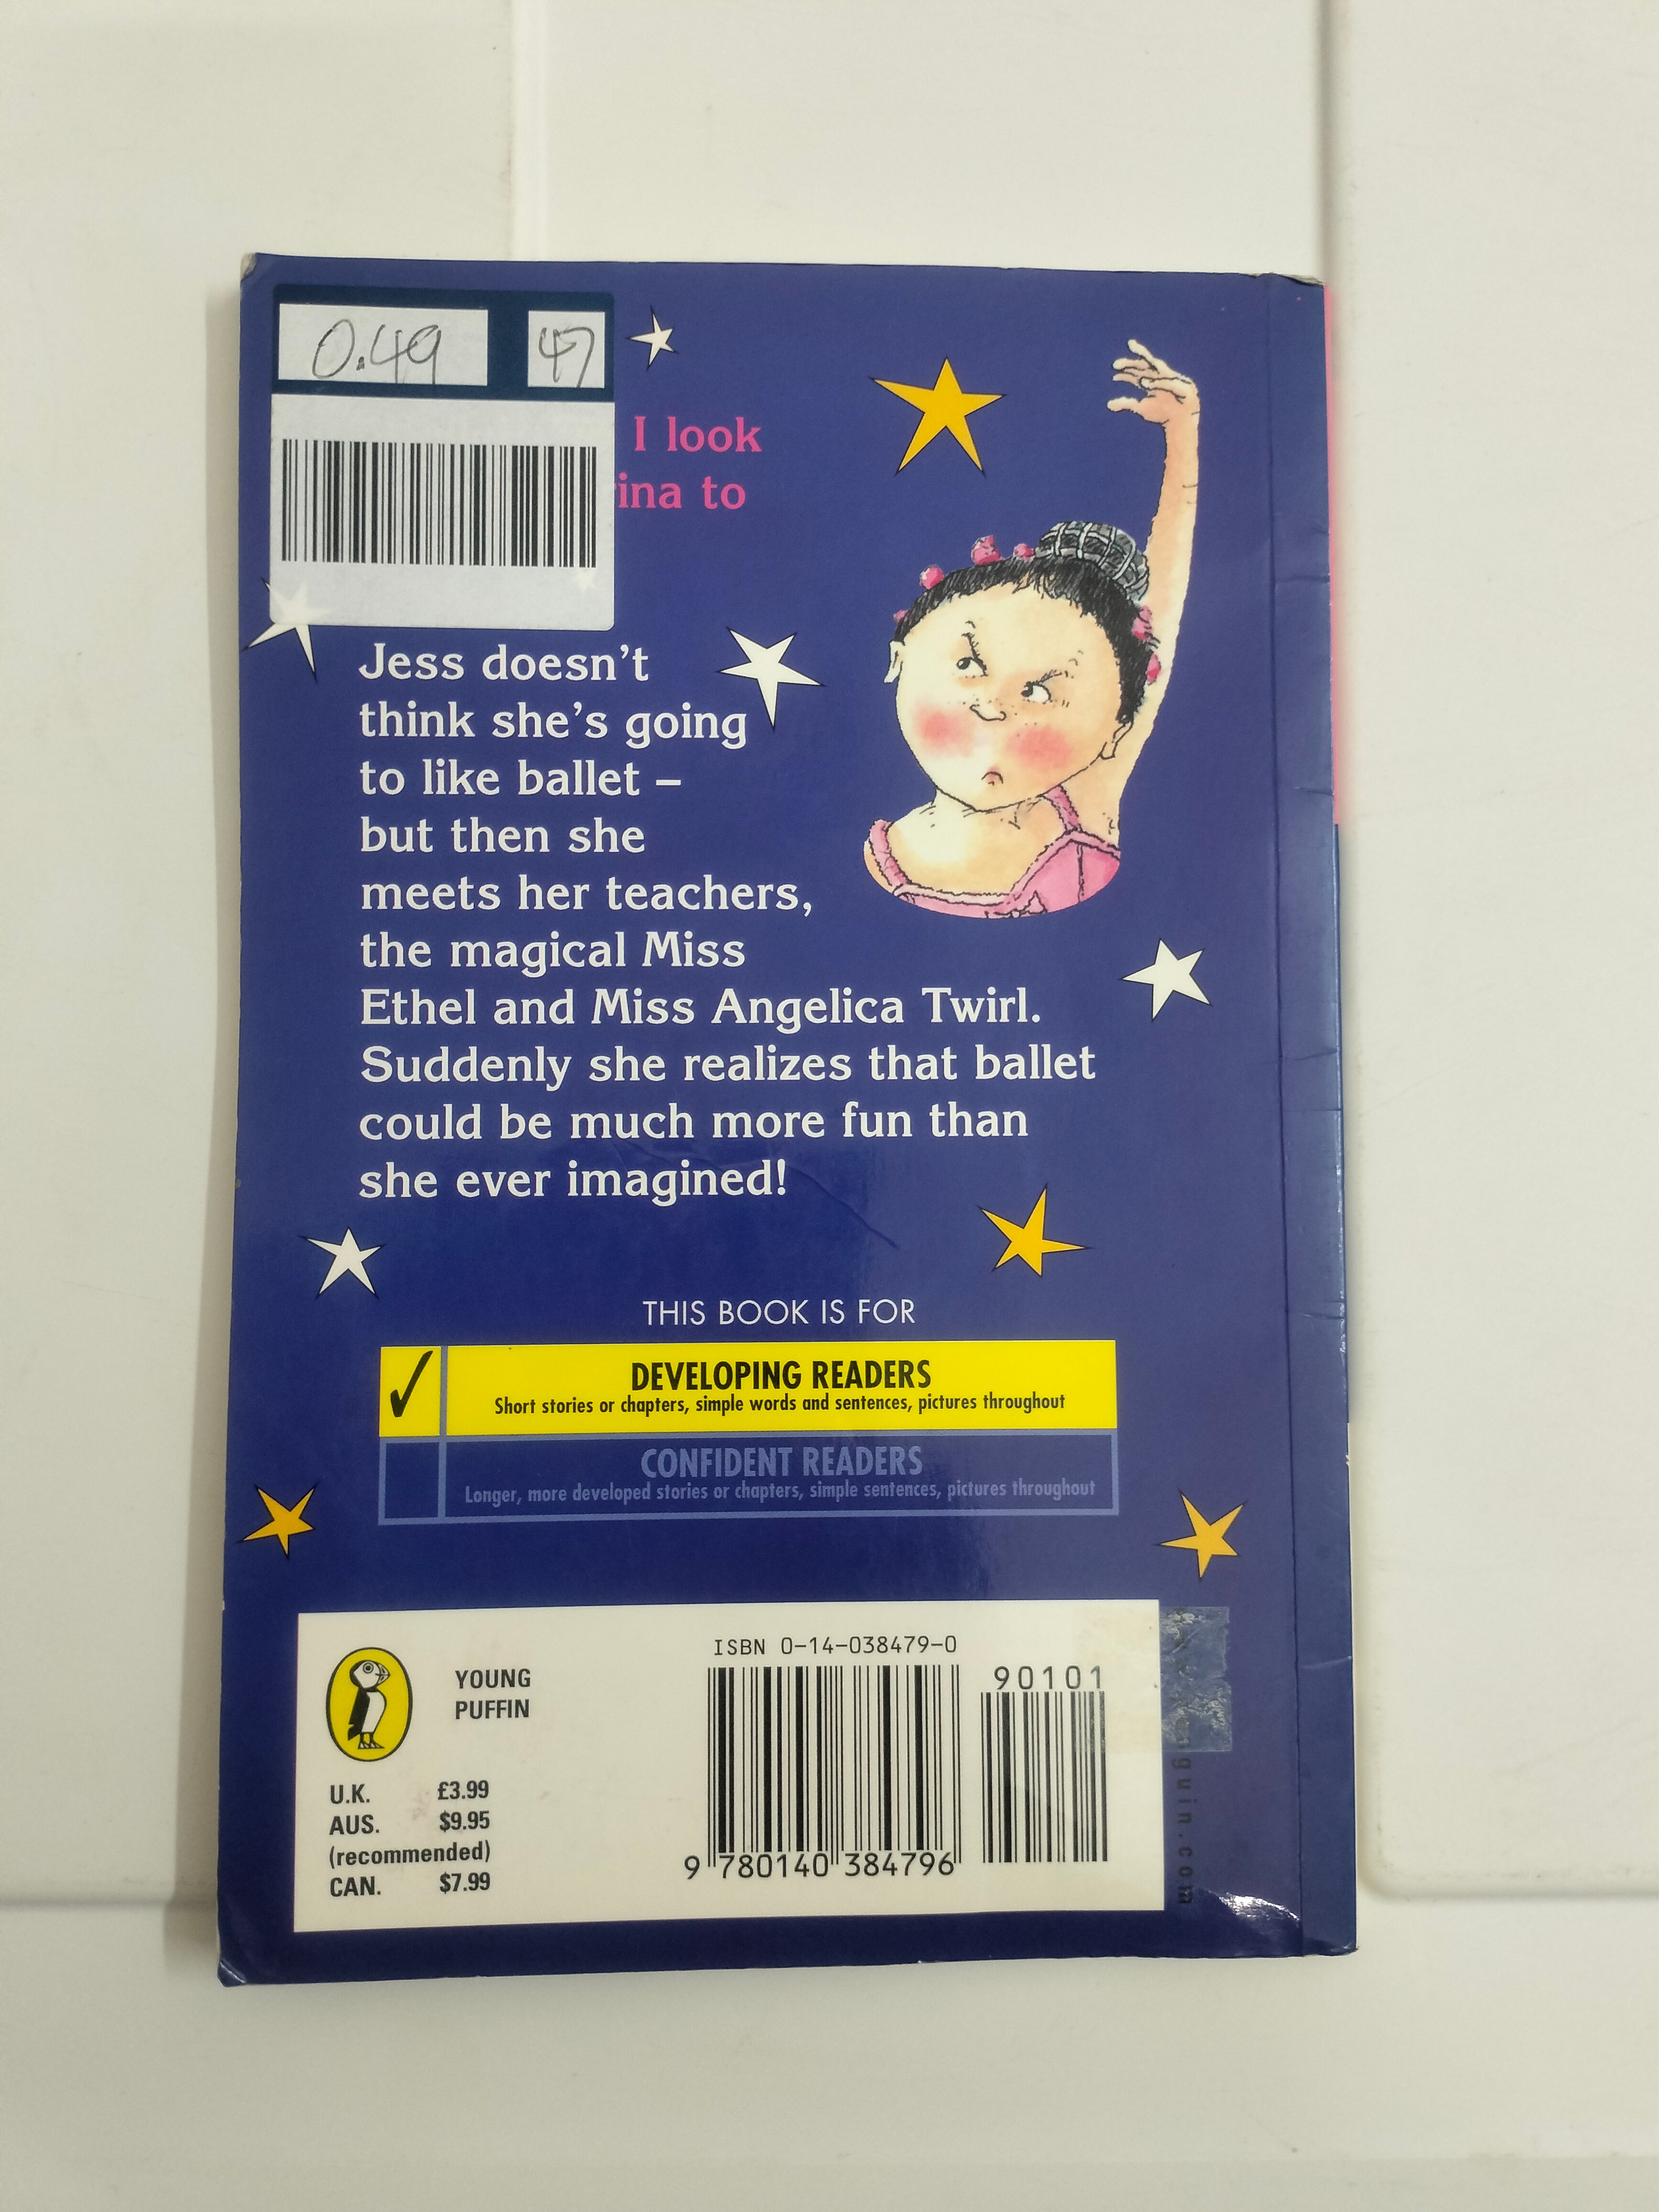 0.49 47
I look
ina to
Jess doesn't
think she's going
to like ballet –
but then she
meets her teachers,
the magical Miss
Ethel and Miss Angelica Twirl.
Suddenly she realizes that ballet
could be much more fun than
she ever imagined!
THIS BOOK IS FOR
✓ DEVELOPING READERS
Short stories or chapters, simple words and sentences, pictures throughout
CONFIDENT READERS
Longer, more developed stories or chapters, simple sentences, pictures throughout
YOUNG
PUFFIN
U.K. £3.99
AUS. $9.95
(recommended)
CAN. $7.99
ISBN 0-14-038479-0
90101
9 780140 384796
guin.com